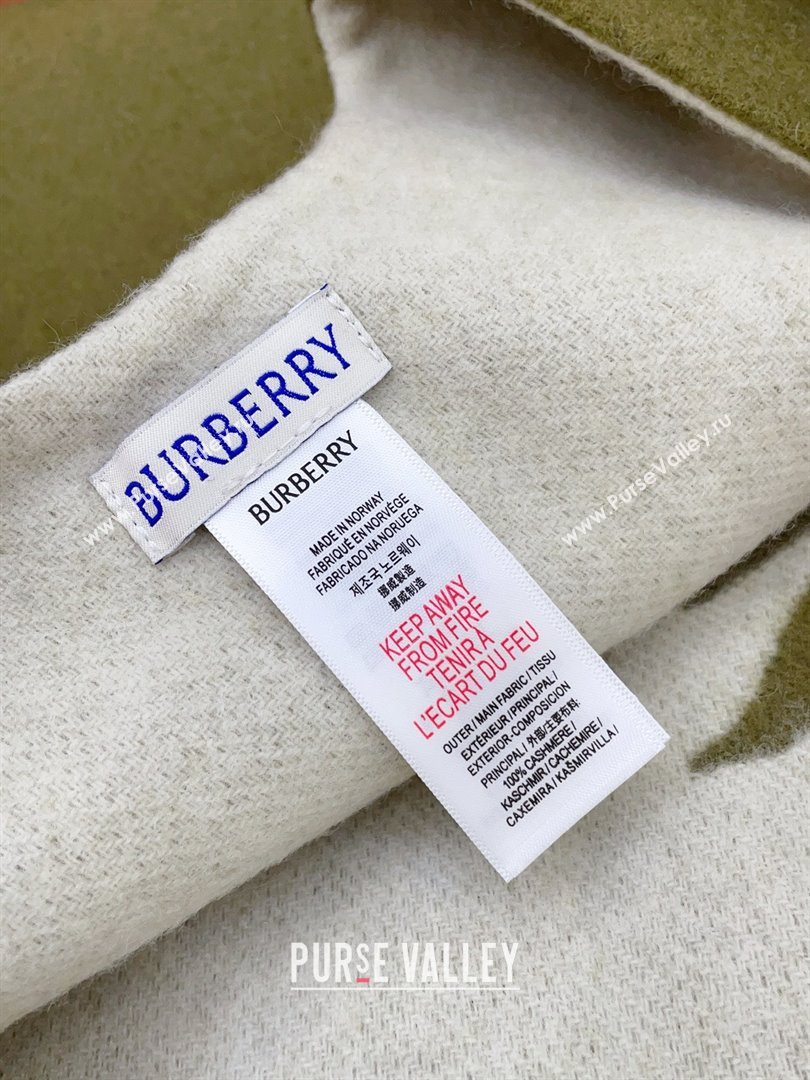 BURBERRY
BURBERRY
MADE IN NORWAY
FABRIQUÉ EN NORVÉGE
FABRICADO NA NORUEGA
제조국 노르웨이
挪威製造
挪威制造
KEEP AWAY
FROM FIRE
TENIR À
L'ECART DU FEU
OUTER / MAIN FABRIC / TISSU
EXTÉRIEUR / PRINCIPAL /
EXTERIOR-COMPOSICION
PRINCIPAL / 外部/主要布料:
100% CASHMERE /
KASCHMIR / CACHEMIRE /
CAXEMIRA / KAŠMIRVILLA /
www.PurseValley.ru
PURSE VALLEY